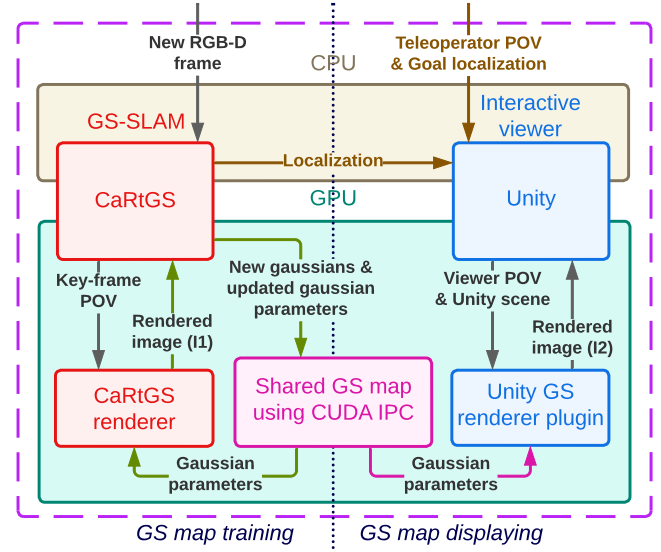 New RGB-D
frame
CPU
Teleoperator POV
& Goal localization
GS-SLAM
Interactive
viewer
Localization
CaRtGS
Unity
GPU
Key-frame
POV
New gaussians &
updated gaussian
parameters
Viewer POV
& Unity scene
Rendered
image (I1)
Rendered
image (I2)
CaRtGS
renderer
Shared GS map
using CUDA IPC
Unity GS
renderer plugin
Gaussian
parameters
Gaussian
parameters
GS map training
GS map displaying